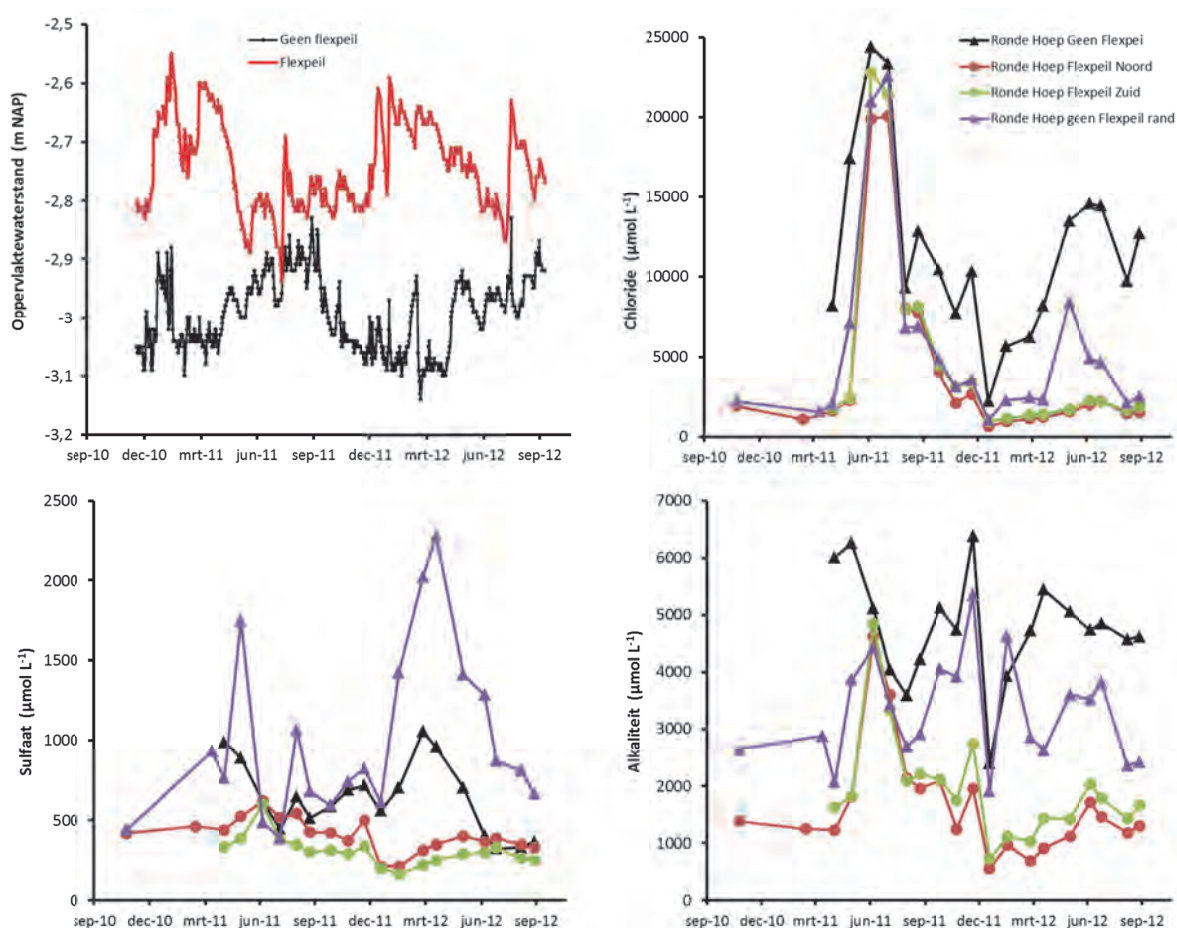 -2,5
-2,6
-2,7
-2,8
-2,9
-3
-3,1
-3,2
Oppervlaktewaterstand (m NAP)
Geen flexpeil
Flexpeil
sep-10 dec-10 mrt-11 jun-11 sep-11 dec-11 mrt-12 jun-12 sep-12
25000
20000
15000
10000
5000
0
Chloride (µmol L⁻¹)
Ronde Hoep Geen Flexpei
Ronde Hoep Flexpeil Noord
Ronde Hoep Flexpeil Zuid
Ronde Hoep geen Flexpeil rand
sep-10 dec-10 mrt-11 jun-11 sep-11 dec-11 mrt-12 jun-12 sep-12
2500
2000
1500
1000
500
0
Sulfaat (µmol L⁻¹)
sep-10 dec-10 mrt-11 jun-11 sep-11 dec-11 mrt-12 jun-12 sep-12
7000
6000
5000
4000
3000
2000
1000
0
Alkaliteit (µmol L⁻¹)
sep-10 dec-10 mrt-11 jun-11 sep-11 dec-11 mrt-12 jun-12 sep-12